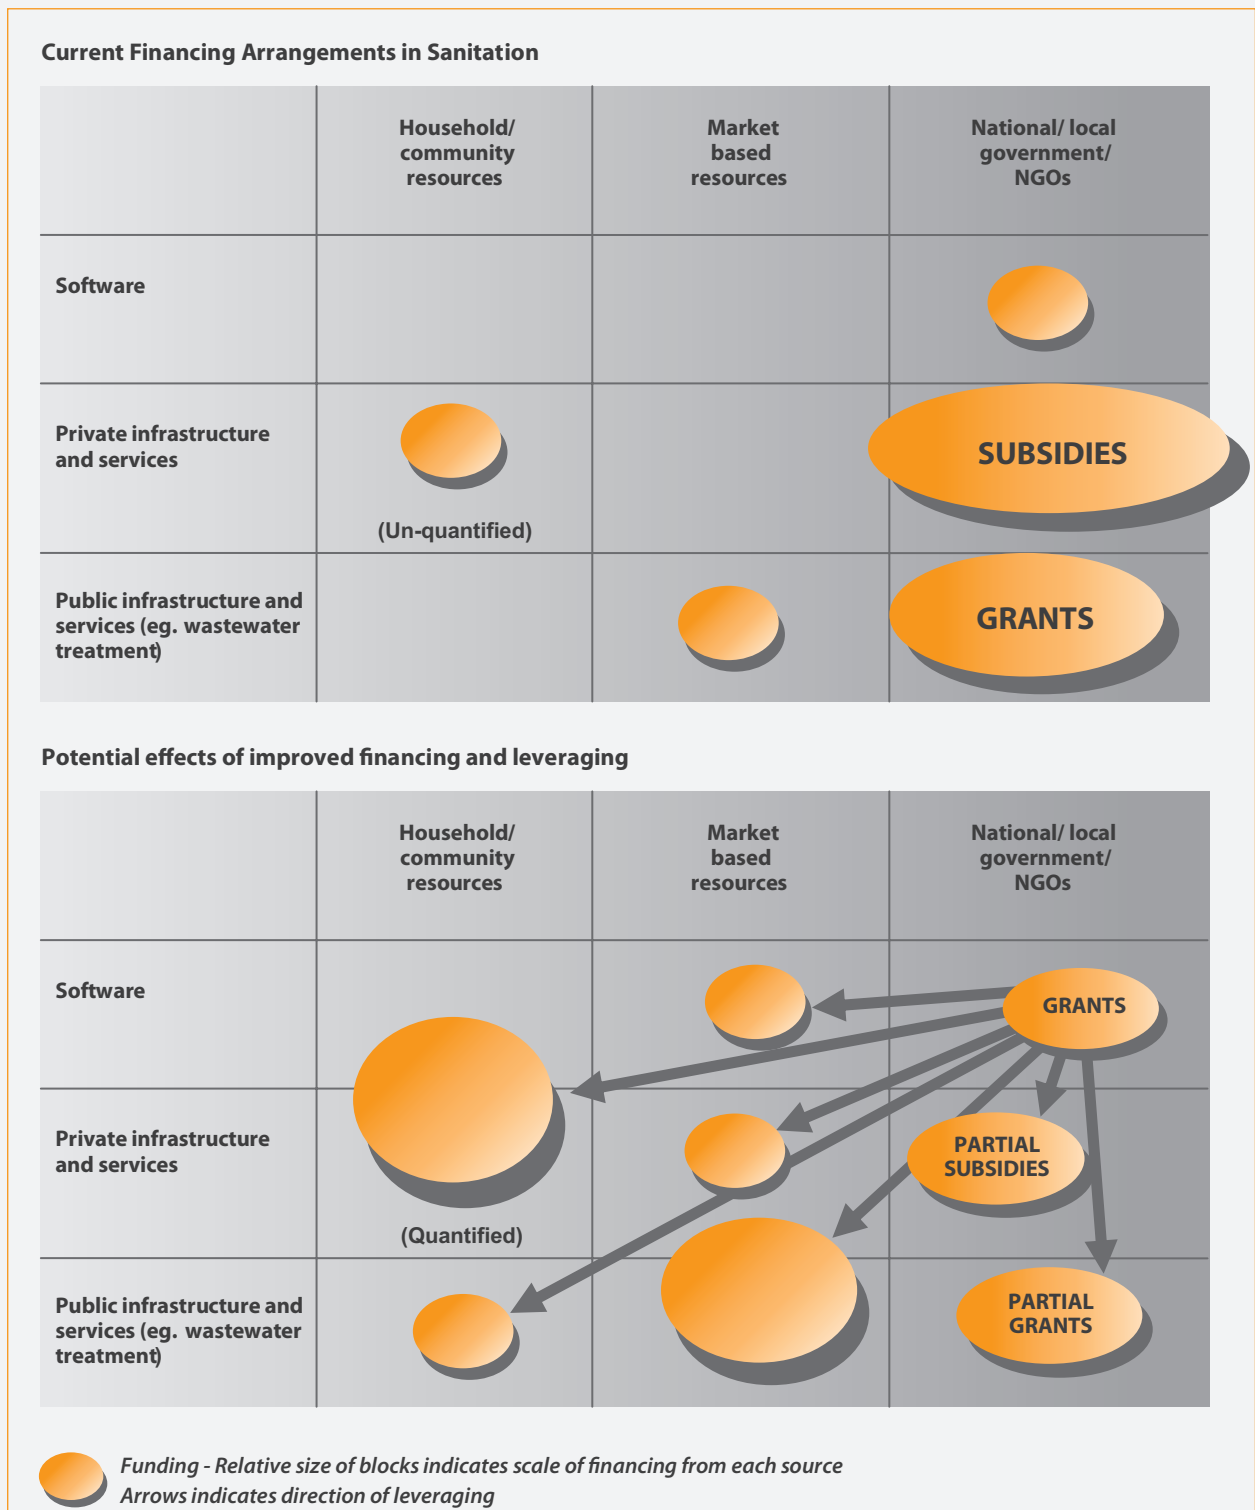 Current Financing Arrangements in Sanitation
Household/
community
resources
Market
based
resources
National/ local
government/
NGOs
Software
Private infrastructure
and services
(Un-quantified)
SUBSIDIES
Public infrastructure and
services (eg. wastewater
treatment)
GRANTS
Potential effects of improved financing and leveraging
Household/
community
resources
Market
based
resources
National/ local
government/
NGOs
Software
GRANTS
Private infrastructure
and services
(Quantified)
PARTIAL
SUBSIDIES
Public infrastructure and
services (eg. wastewater
treatment)
PARTIAL
GRANTS
Funding - Relative size of blocks indicates scale of financing from each source
Arrows indicates direction of leveraging